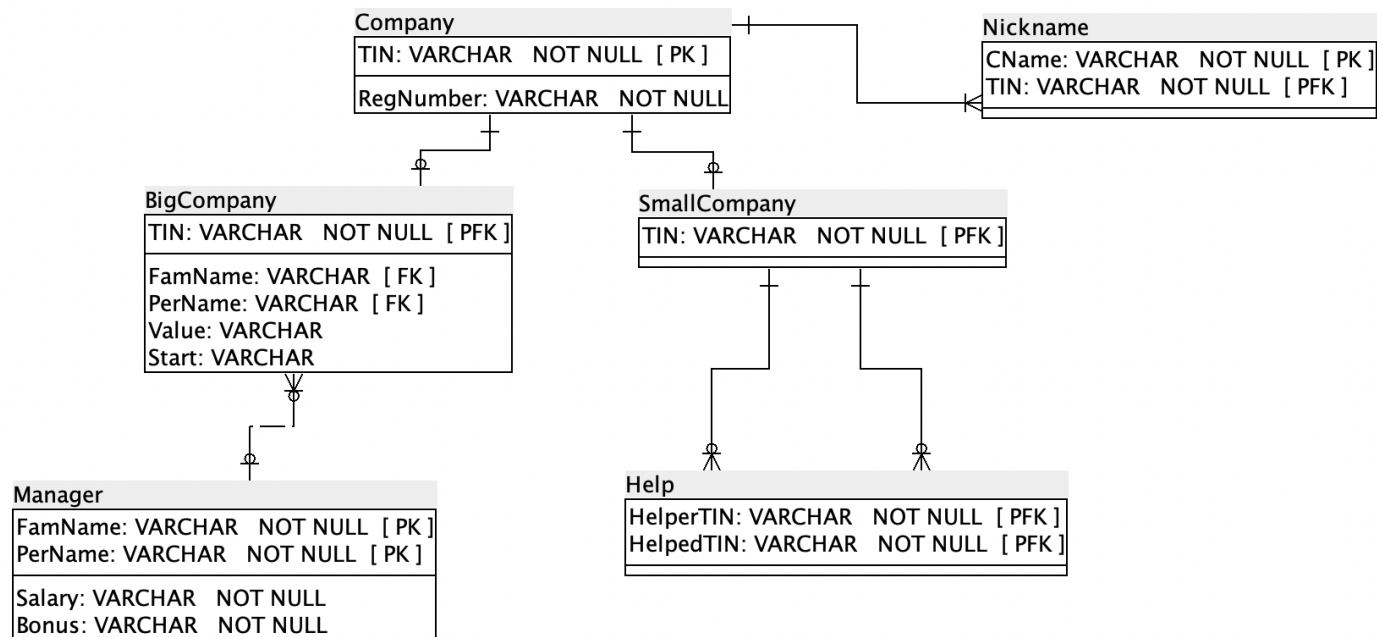 Company
TIN: VARCHAR NOT NULL [ PK ]
RegNumber: VARCHAR NOT NULL
Nickname
CName: VARCHAR NOT NULL [ PK ]
TIN: VARCHAR NOT NULL [ PFK ]
BigCompany
TIN: VARCHAR NOT NULL [ PFK ]
FamName: VARCHAR [ FK ]
PerName: VARCHAR [ FK ]
Value: VARCHAR
Start: VARCHAR
SmallCompany
TIN: VARCHAR NOT NULL [ PFK ]
Manager
FamName: VARCHAR NOT NULL [ PK ]
PerName: VARCHAR NOT NULL [ PK ]
Salary: VARCHAR NOT NULL
Bonus: VARCHAR NOT NULL
Help
HelperTIN: VARCHAR NOT NULL [ PFK ]
HelpedTIN: VARCHAR NOT NULL [ PFK ]